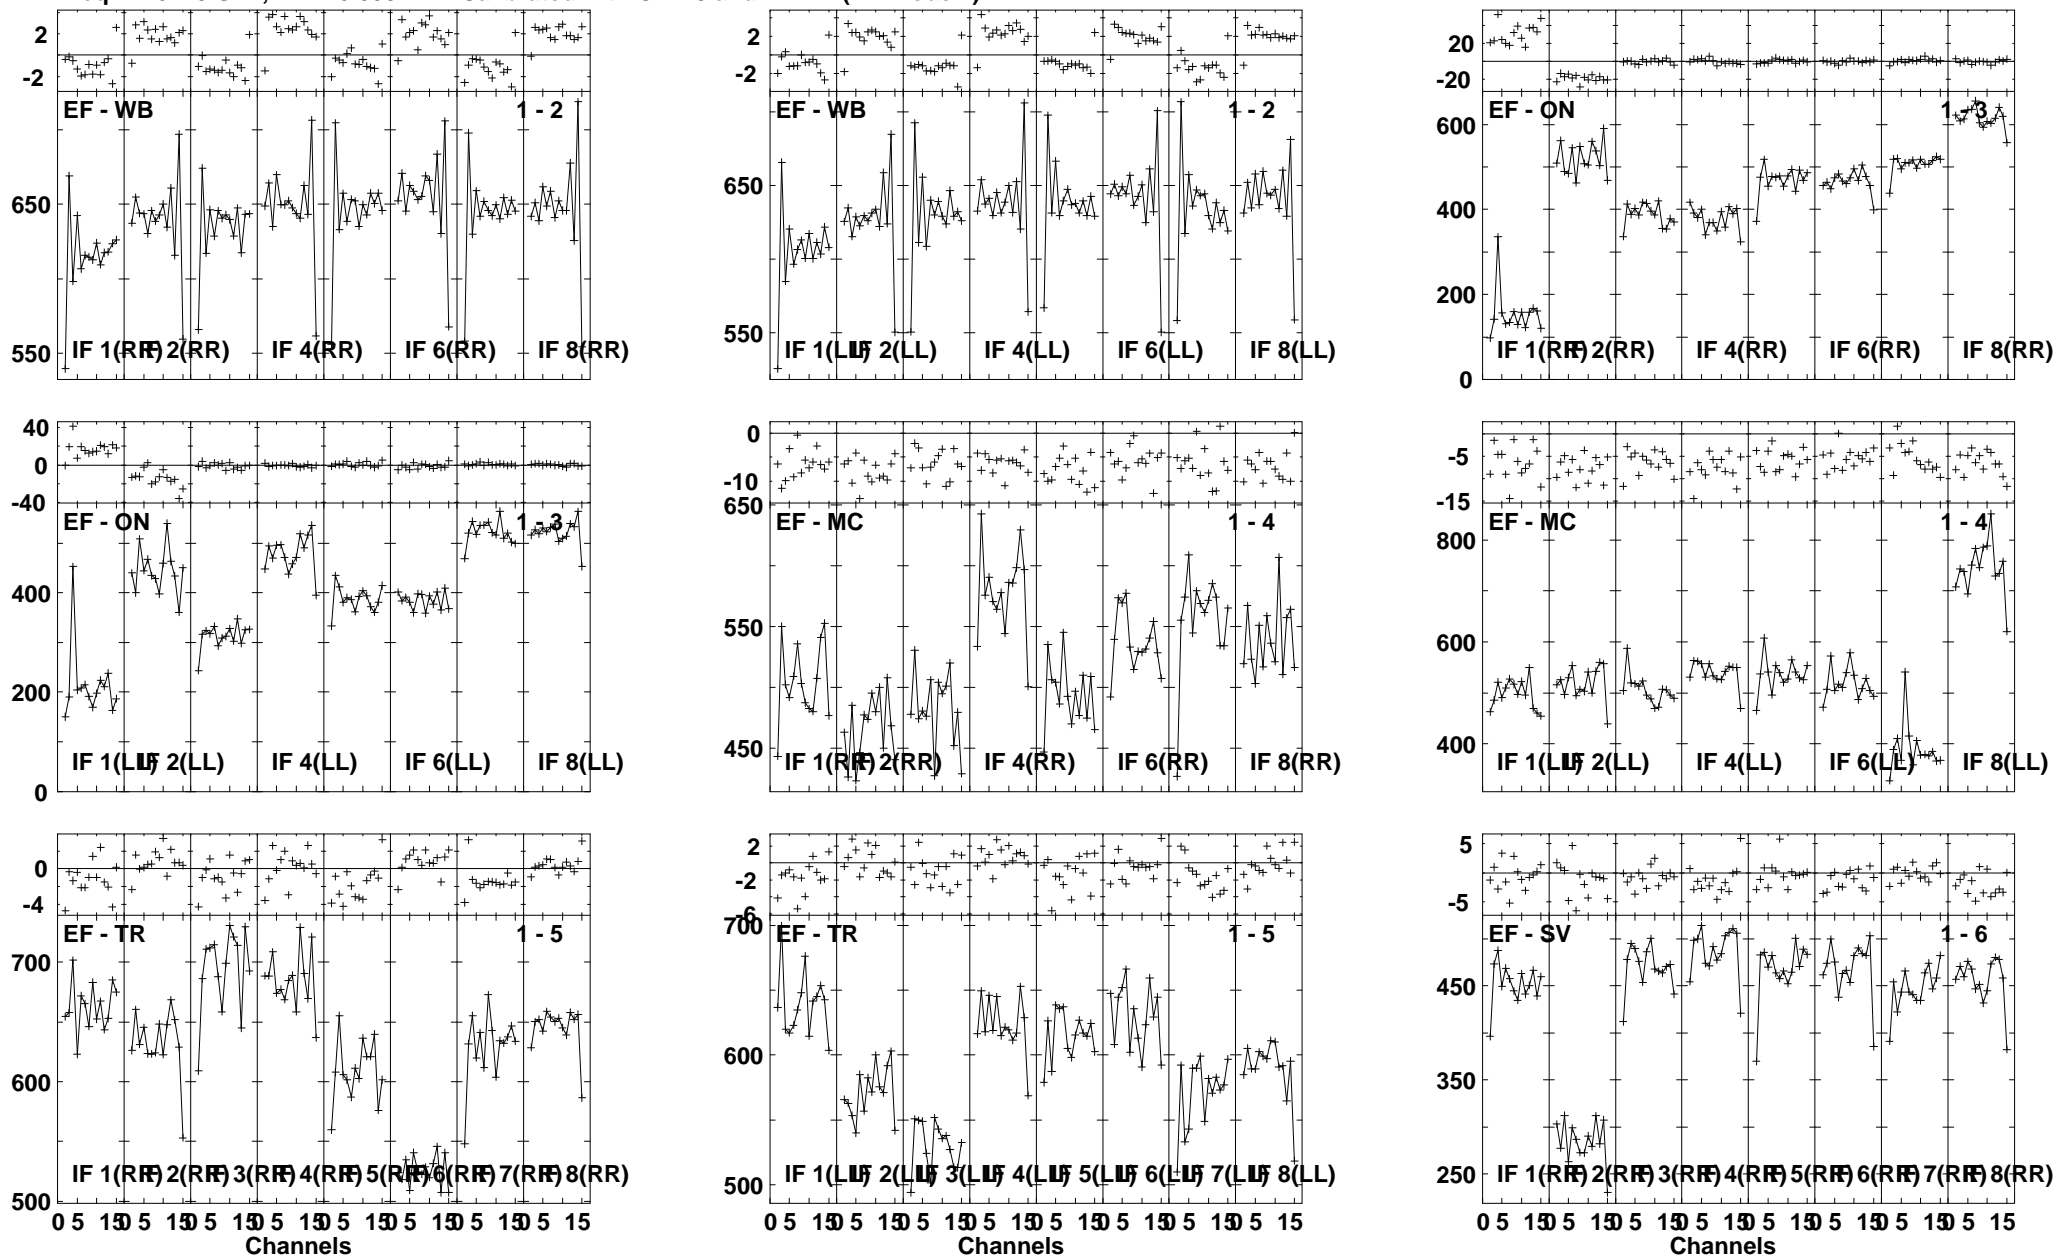 2
-2
EF - WB 1 - 2
650
550
IF 1(RR) IF 2(RR) IF 4(RR) IF 6(RR) IF 8(RR)
2
-2
EF - WB 1 - 2
650
550
IF 1(LL) IF 2(LL) IF 4(LL) IF 6(LL) IF 8(LL)
20
-20
EF - ON 1 - 3
600
400
200
0
IF 1(RR) IF 2(RR) IF 4(RR) IF 6(RR) IF 8(RR)
40
0
-40
EF - ON 1 - 3
400
200
0
IF 1(LL) IF 2(LL) IF 4(LL) IF 6(LL) IF 8(LL)
0
-10
650
EF - MC 1 - 4
550
450
IF 1(RR) IF 2(RR) IF 4(RR) IF 6(RR) IF 8(RR)
-5
-15
EF - MC 1 - 4
800
600
400
IF 1(LL) IF 2(LL) IF 4(LL) IF 6(LL) IF 8(LL)
0
-4
EF - TR 1 - 5
700
600
500
IF 1(RR) IF 2(RR) IF 3(RR) IF 4(RR) IF 5(RR) IF 6(RR) IF 7(RR) IF 8(RR)
0 5 15 0 5 15 0 5 15 0 5 15 0 5 15 0 5 15 0 5 15 0 5 15
Channels
2
-2
-6
700
EF - TR 1 - 5
600
500
IF 1(LL) IF 2(LL) IF 3(LL) IF 4(LL) IF 5(LL) IF 6(LL) IF 7(LL) IF 8(LL)
0 5 15 0 5 15 0 5 15 0 5 15 0 5 15 0 5 15 0 5 15 0 5 15
Channels
5
-5
EF - SV 1 - 6
450
350
250
IF 1(RR) IF 2(RR) IF 3(RR) IF 4(RR) IF 5(RR) IF 6(RR) IF 7(RR) IF 8(RR)
0 5 15 0 5 15 0 5 15 0 5 15 0 5 15 0 5 15 0 5 15 0 5 15
Channels